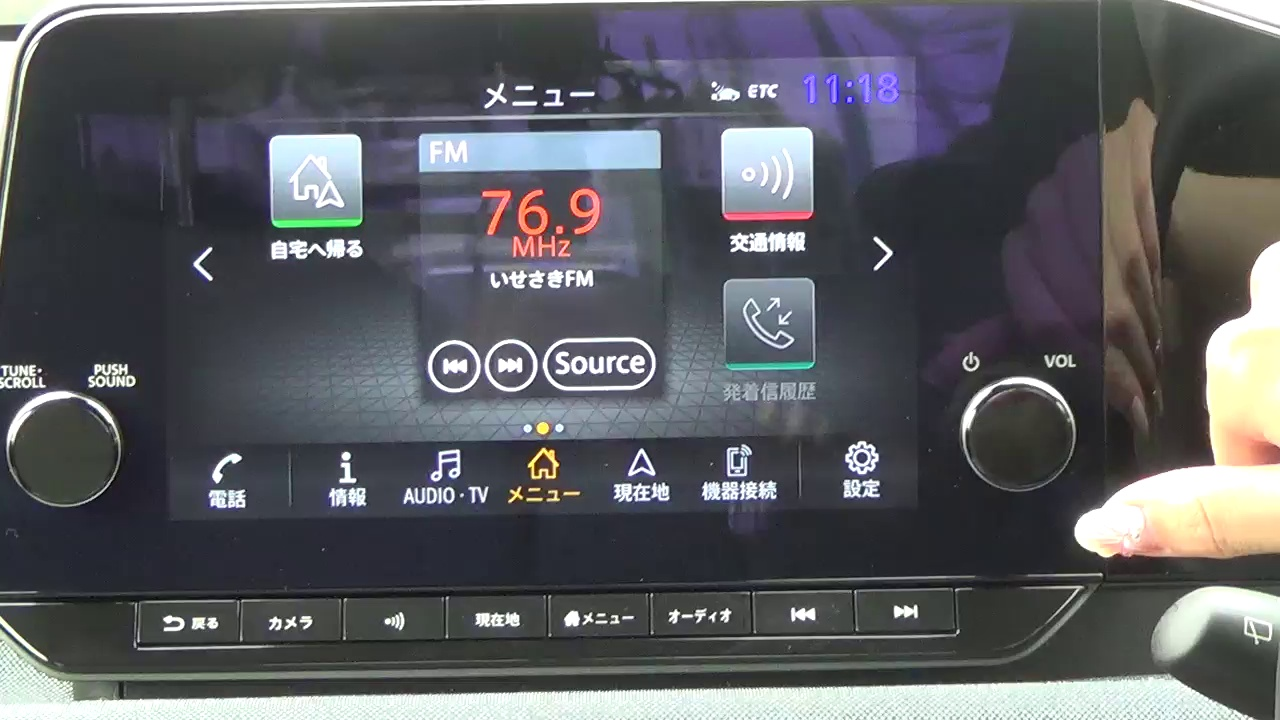 メニュー
ETC
11:18
FM
76.9
MHz
いせさきFM
Source
自宅へ帰る
交通情報
発着信履歴
TUNE・
SCROLL
PUSH
SOUND
VOL
電話
情報
AUDIO・TV
メニュー
現在地
機器接続
設定
戻る
カメラ
現在地
メニュー
オーディオ